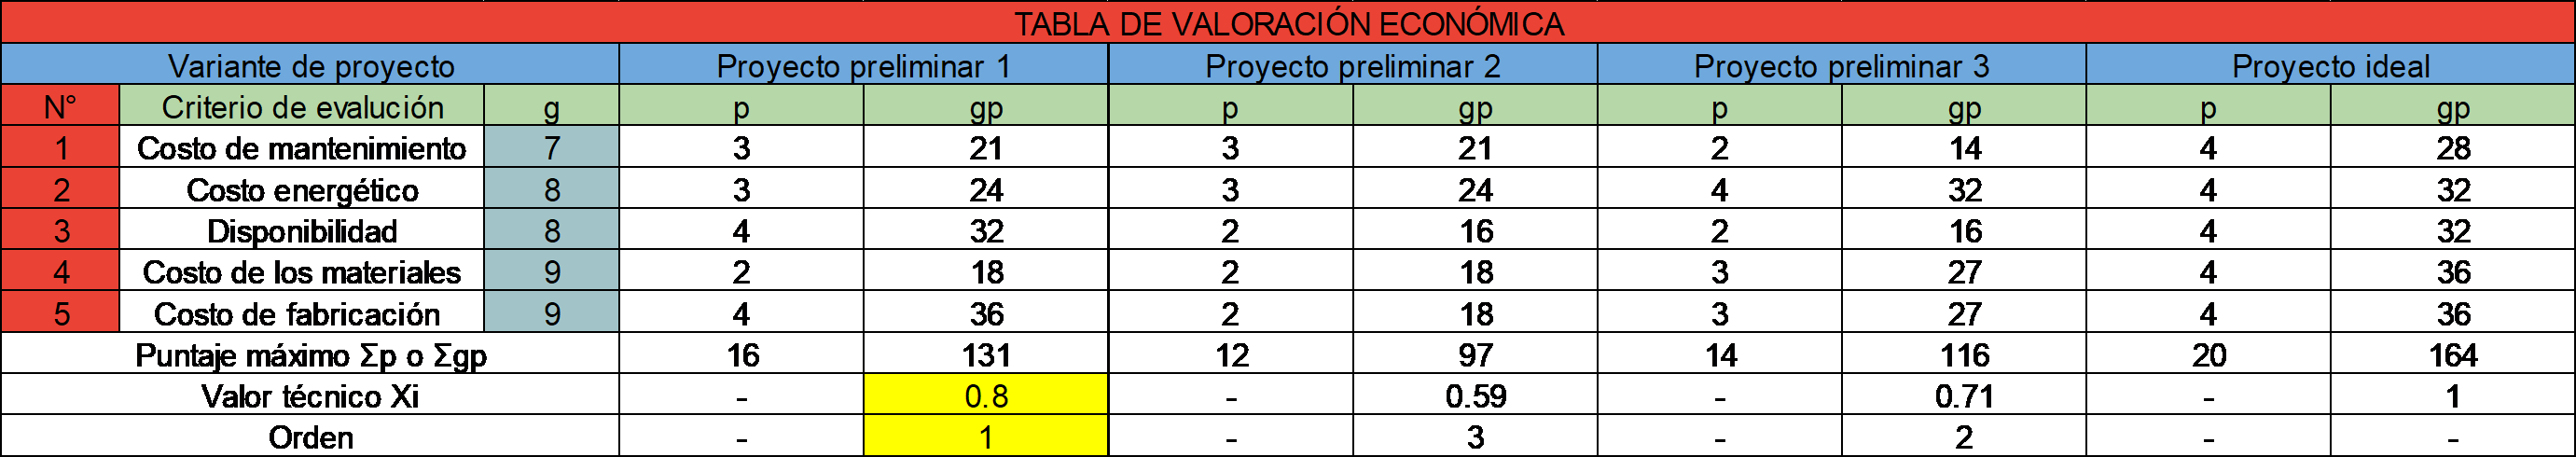 TABLA DE VALORACIÓN ECONÓMICA
Variante de proyecto Proyecto preliminar 1 Proyecto preliminar 2 Proyecto preliminar 3 Proyecto ideal
N° Criterio de evalución g p gp p gp p gp p gp
1 Costo de mantenimiento 7 3 21 3 21 2 14 4 28
2 Costo energético 8 3 24 3 24 4 32 4 32
3 Disponibilidad 8 4 32 2 16 2 16 4 32
4 Costo de los materiales 9 2 18 2 18 3 27 4 36
5 Costo de fabricación 9 4 36 2 18 3 27 4 36
Puntaje máximo Σp o Σgp 16 131 12 97 14 116 20 164
Valor técnico Xi - 0.8 - 0.59 - 0.71 - 1
Orden - 1 - 3 - 2 - -